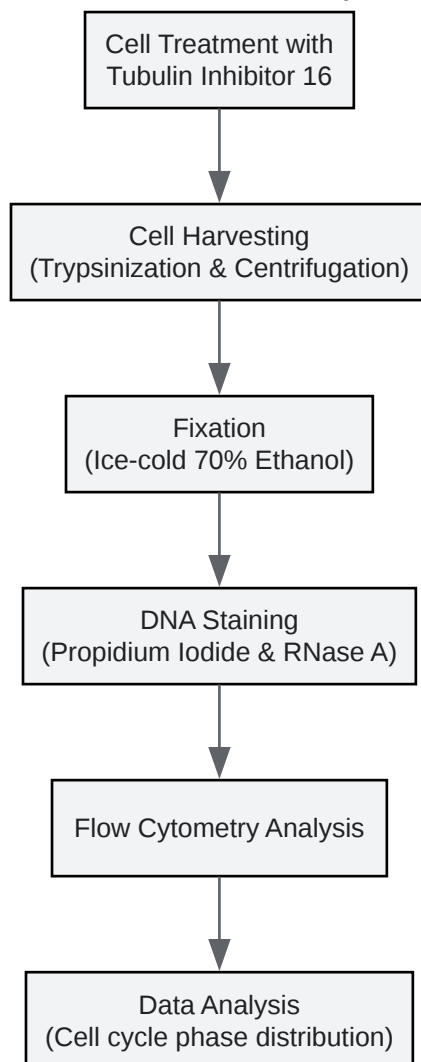 Cell Treatment with
Tubulin Inhibitor 16
Cell Harvesting
(Trypsinization & Centrifugation)
Fixation
(Ice-cold 70% Ethanol)
DNA Staining
(Propidium Iodide & RNase A)
Flow Cytometry Analysis
Data Analysis
(Cell cycle phase distribution)